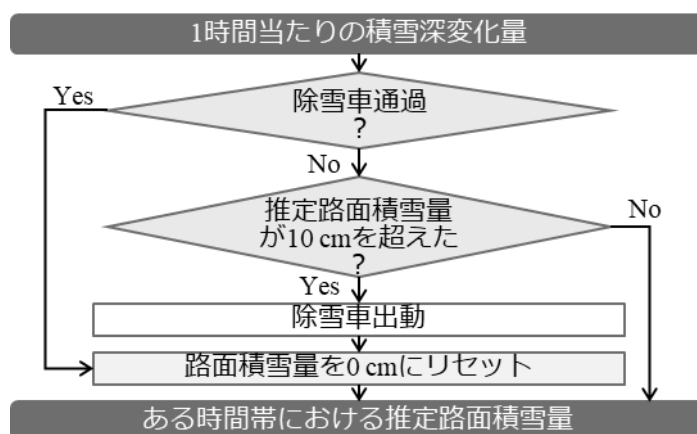 1時間当たりの積雪深変化量
Yes
除雪車通過
?
No
推定路面積雪量
が10 cmを超えた
?
No
Yes
除雪車出動
路面積雪量を0 cmにリセット
ある時間帯における推定路面積雪量